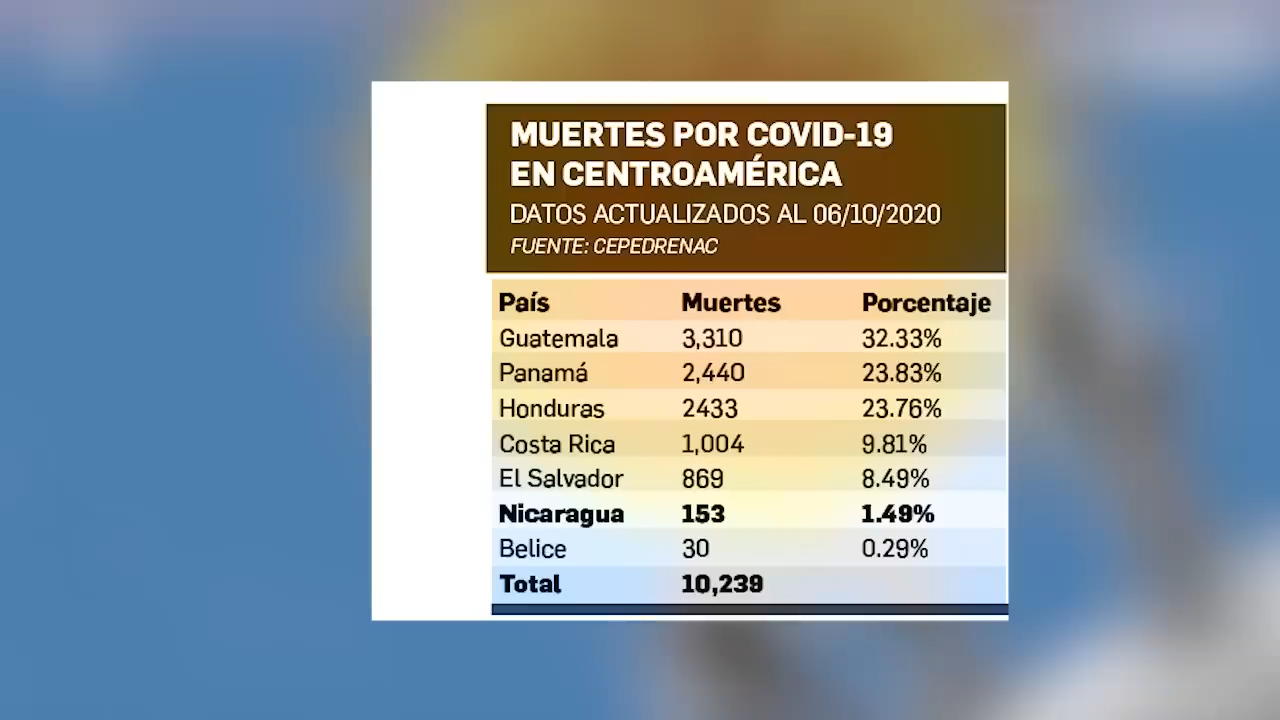 MUERTES POR COVID-19
EN CENTROAMÉRICA
DATOS ACTUALIZADOS AL 06/10/2020
FUENTE: CEPEDRENAC
País Muertes Porcentaje
Guatemala 3,310 32.33%
Panamá 2,440 23.83%
Honduras 2433 23.76%
Costa Rica 1,004 9.81%
El Salvador 869 8.49%
Nicaragua 153 1.49%
Belice 30 0.29%
Total 10,239